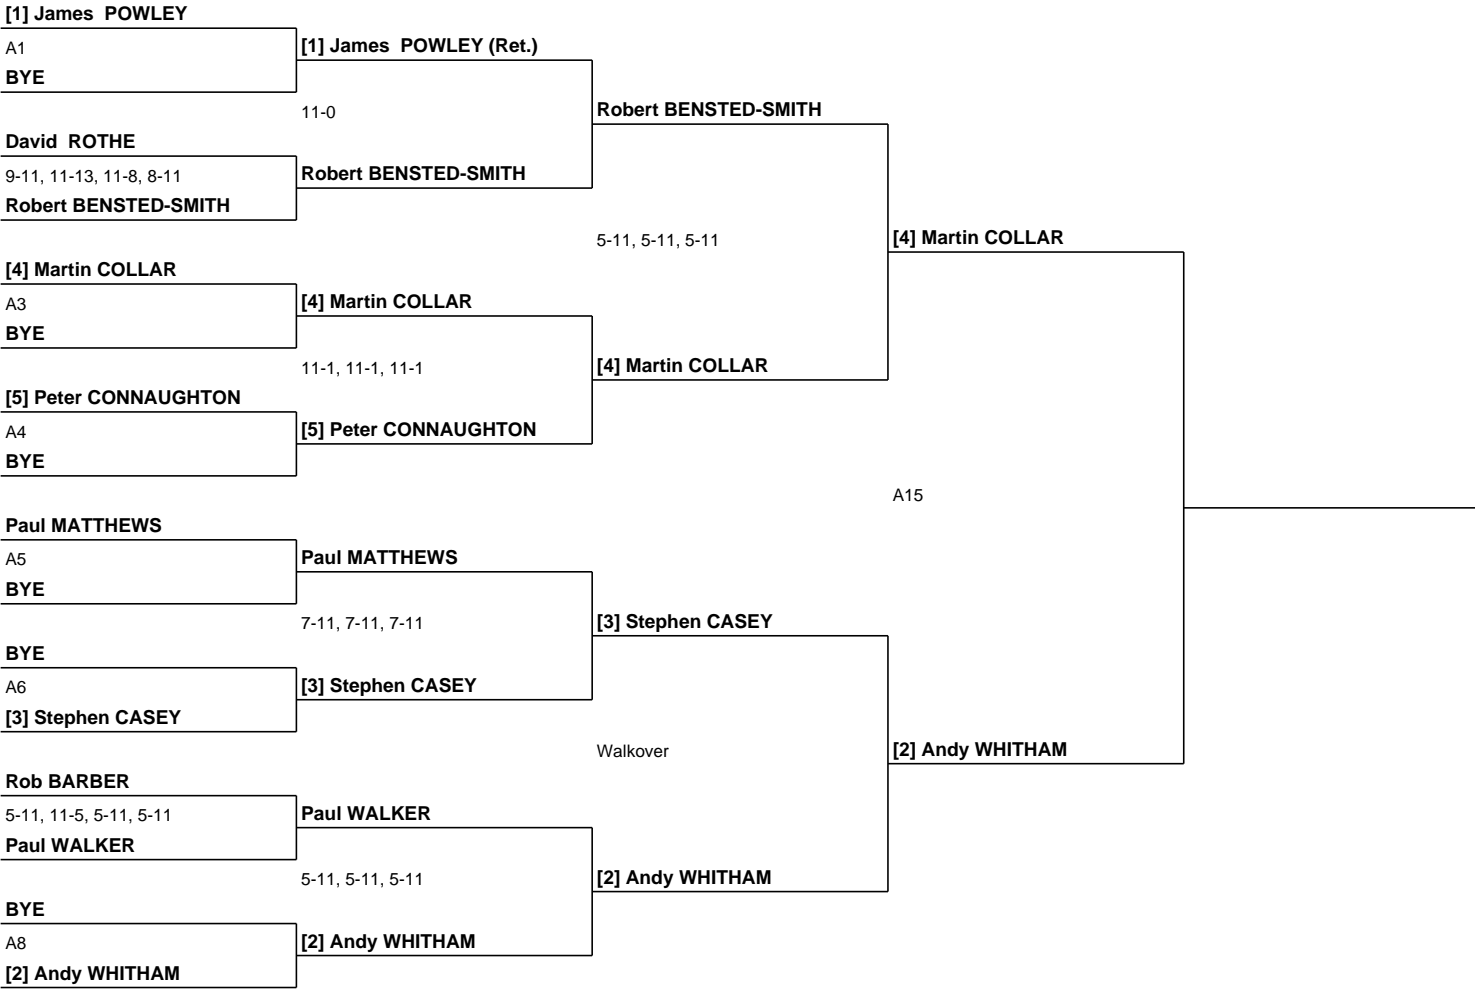 [1] James  POWLEY
A1
BYE
David  ROTHE
9-11, 11-13, 11-8, 8-11
Robert BENSTED-SMITH
[4] Martin COLLAR
A3
BYE
[5] Peter CONNAUGHTON
A4
BYE
Paul MATTHEWS
A5
BYE
BYE
A6
[3] Stephen CASEY
Rob BARBER
5-11, 11-5, 5-11, 5-11
Paul WALKER
BYE
A8
[2] Andy WHITHAM
[1] James  POWLEY (Ret.)
11-0
Robert BENSTED-SMITH
[4] Martin COLLAR
11-1, 11-1, 11-1
[5] Peter CONNAUGHTON
Paul MATTHEWS
7-11, 7-11, 7-11
[3] Stephen CASEY
Paul WALKER
5-11, 5-11, 5-11
[2] Andy WHITHAM
Robert BENSTED-SMITH
5-11, 5-11, 5-11
[4] Martin COLLAR
[3] Stephen CASEY
Walkover
[2] Andy WHITHAM
[4] Martin COLLAR
A15
[2] Andy WHITHAM